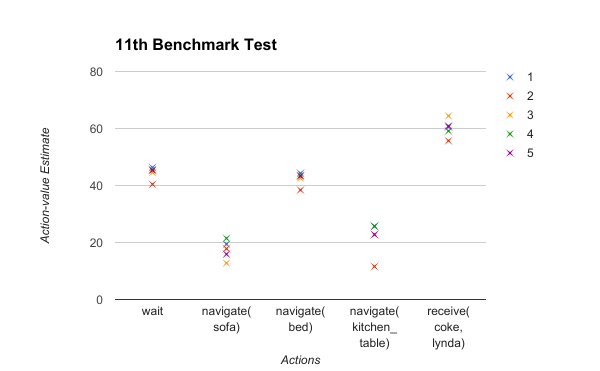 11th Benchmark Test
Action-value Estimate
80
60
40
20
0
wait
navigate(
sofa)
navigate(
bed)
navigate(
kitchen_
table)
receive(
coke,
lynda)
Actions
1
2
3
4
5